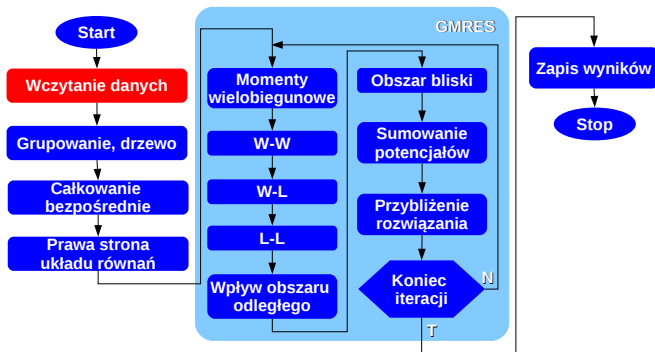 Start
Wczytanie danych
Grupowanie, drzewo
Całkowanie
bezpośrednie
Prawa strona
układu równań
GMRES
Momenty
wielobiegunowe
W-W
W-L
L-L
Wpływ obszaru
odległego
Obszar bliski
Sumowanie
potencjałów
Przybliżenie
rozwiązania
Koniec
iteracji
N
T
Zapis wyników
Stop